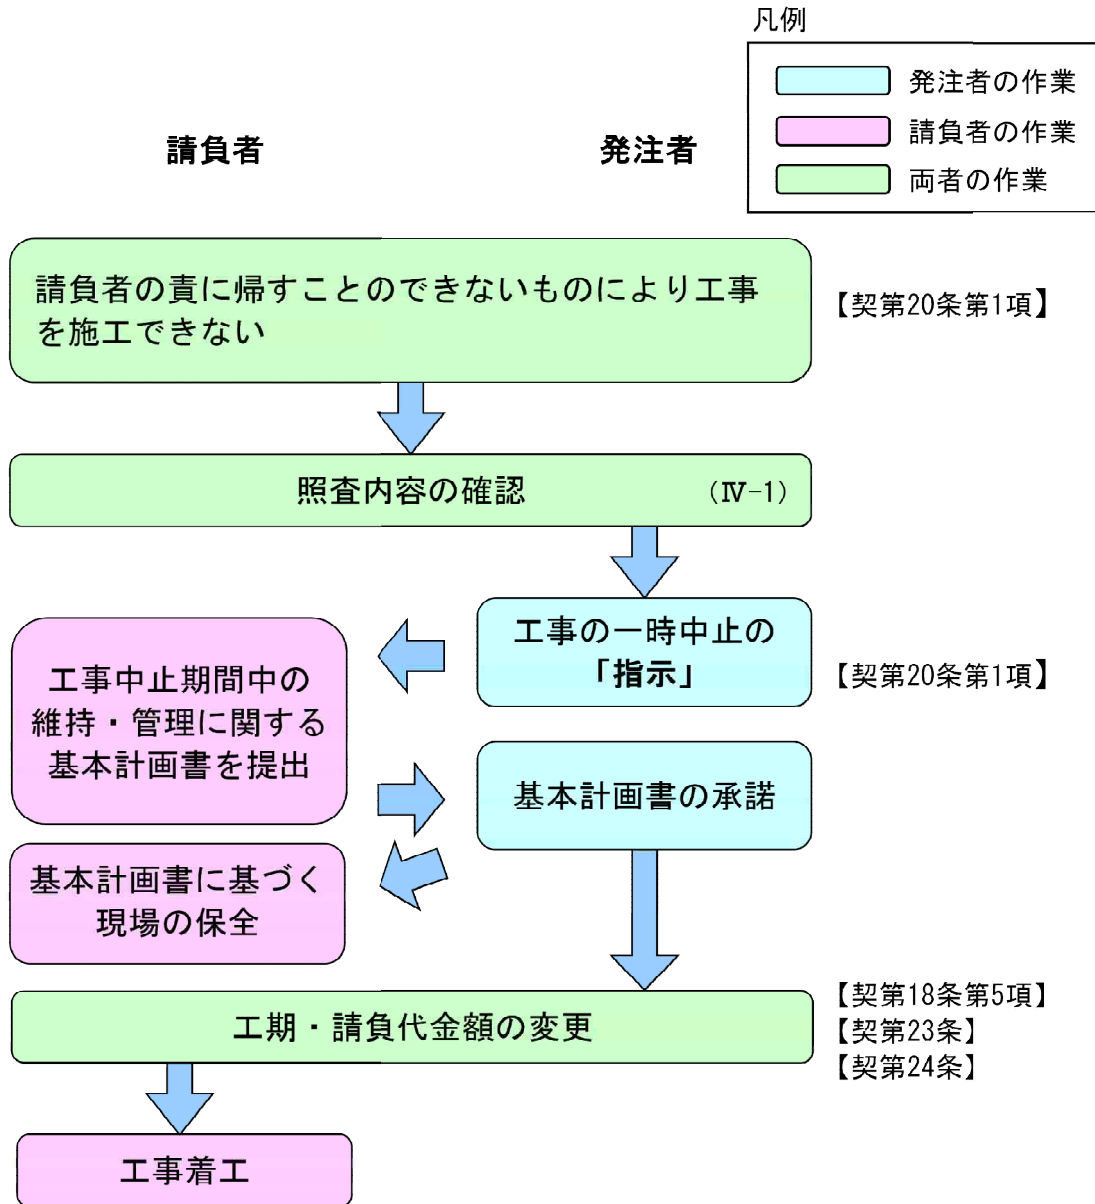 凡例
発注者の作業
請負者の作業
両者の作業
請負者
発注者
請負者の責に帰すことのできないものにより工事
を施工できない
【契第20条第1項】
照査内容の確認 (Ⅳ-1)
工事の一時中止の
「指示」
【契第20条第1項】
工事中止期間中の
維持・管理に関する
基本計画書を提出
基本計画書の承諾
基本計画書に基づく
現場の保全
工期・請負代金額の変更
【契第18条第5項】
【契第23条】
【契第24条】
工事着工